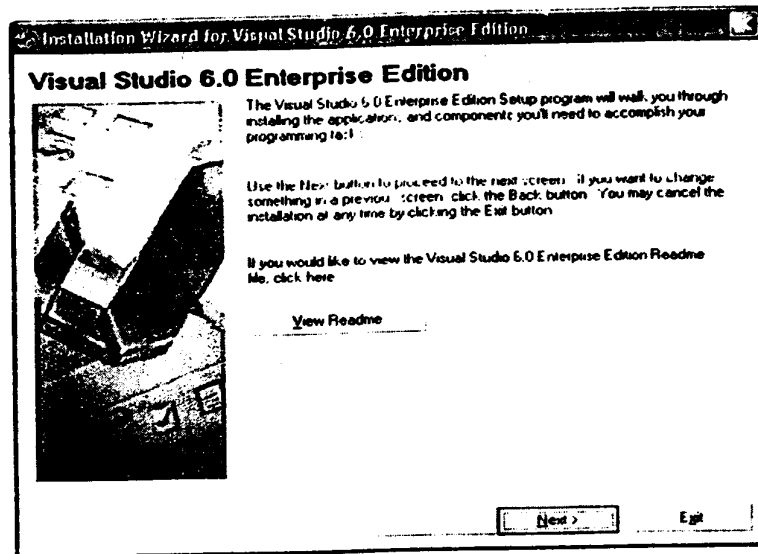 Installation Wizard for Visual Studio 6.0 Enterprise Edition
Visual Studio 6.0 Enterprise Edition
The Visual Studio 6.0 Enterprise Edition Setup program will walk you through
installing the applications and components you'll need to accomplish your
programming task
Use the Next button to proceed to the next screen. If you want to change
something in a previous screen, click the Back button. You may cancel the
installation at any time by clicking the Exit button
If you would like to view the Visual Studio 6.0 Enterprise Edition Readme
file, click here
View Readme
Next >
Exit